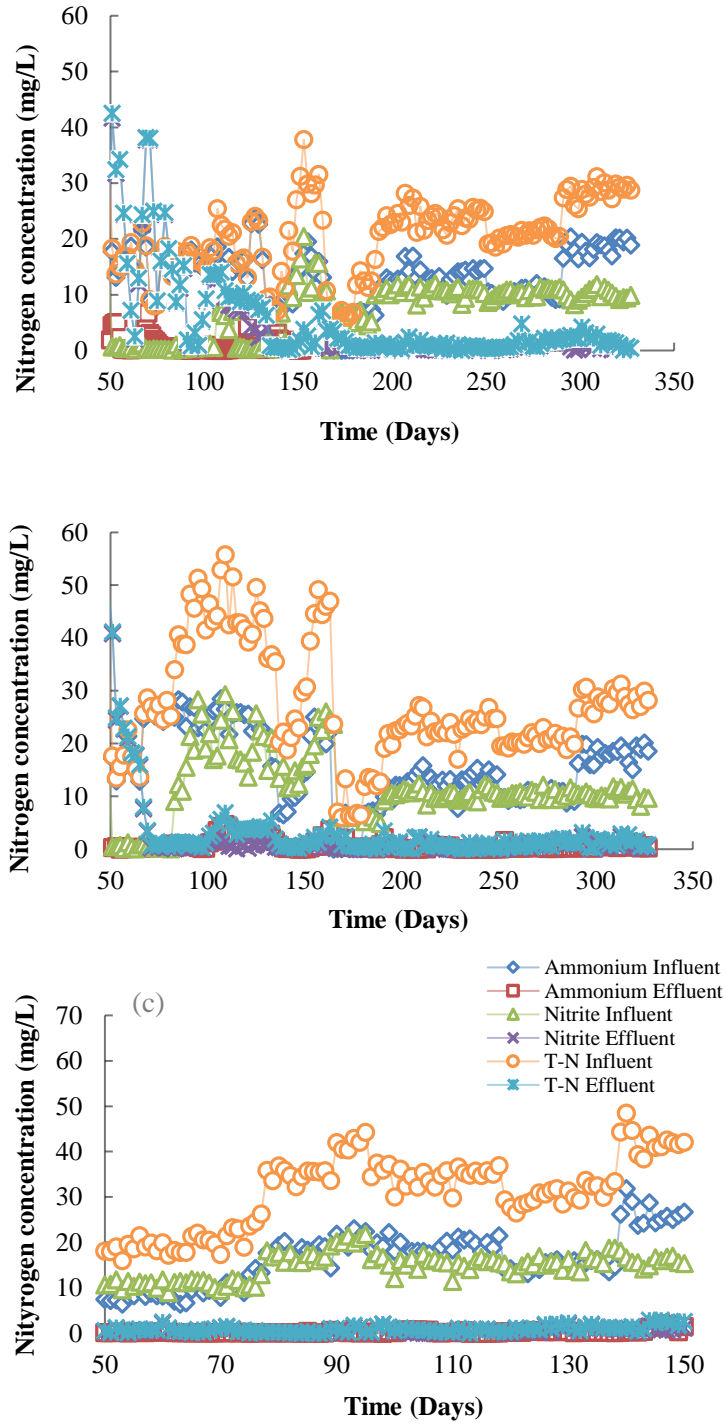 Nitrogen concentration (mg/L)
60
50
40
30
20
10
0
50 100 150 200 250 300 350
Time (Days)
Nitrogen concentration (mg/L)
60
50
40
30
20
10
0
50 100 150 200 250 300 350
Time (Days)
Ammonium Influent
Ammonium Effluent
Nitrite Influent
Nitrite Effluent
T-N Influent
T-N Effluent
(c)
Nityrogen concentration (mg/L)
70
60
50
40
30
20
10
0
50 70 90 110 130 150
Time (Days)